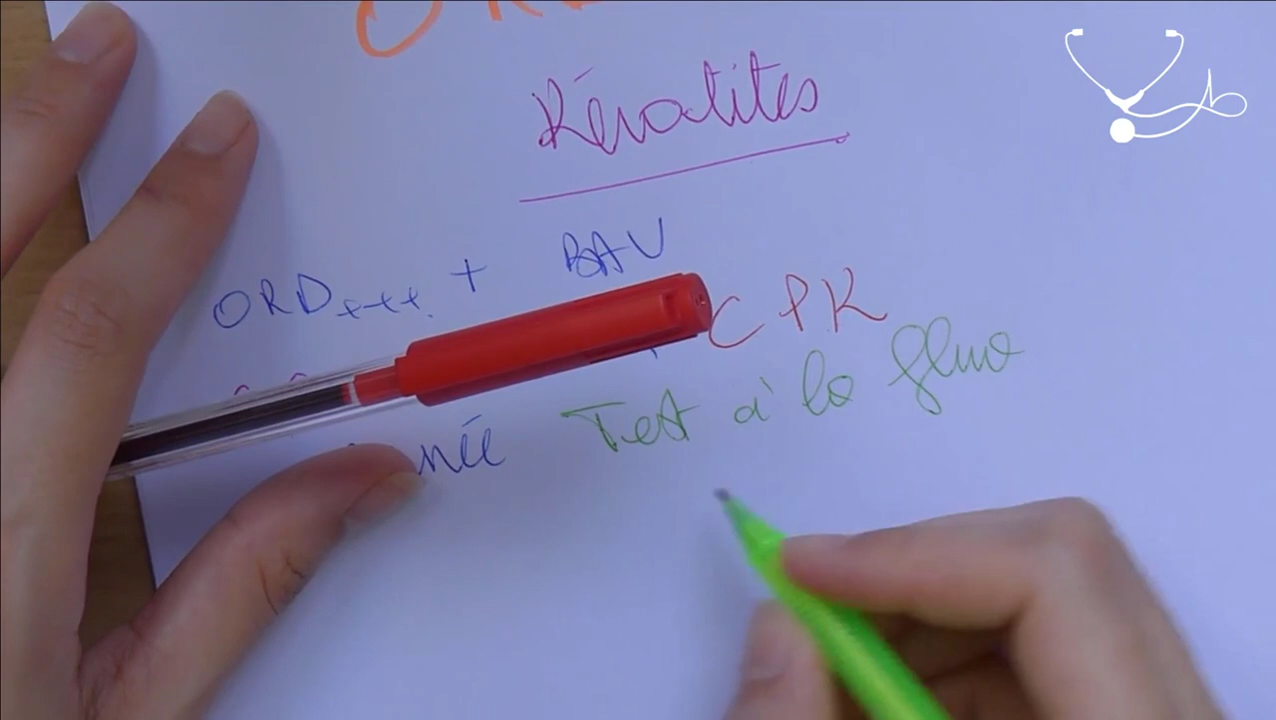 Kératites
ORD+++ + BAV
CPK
née Test à la fluo